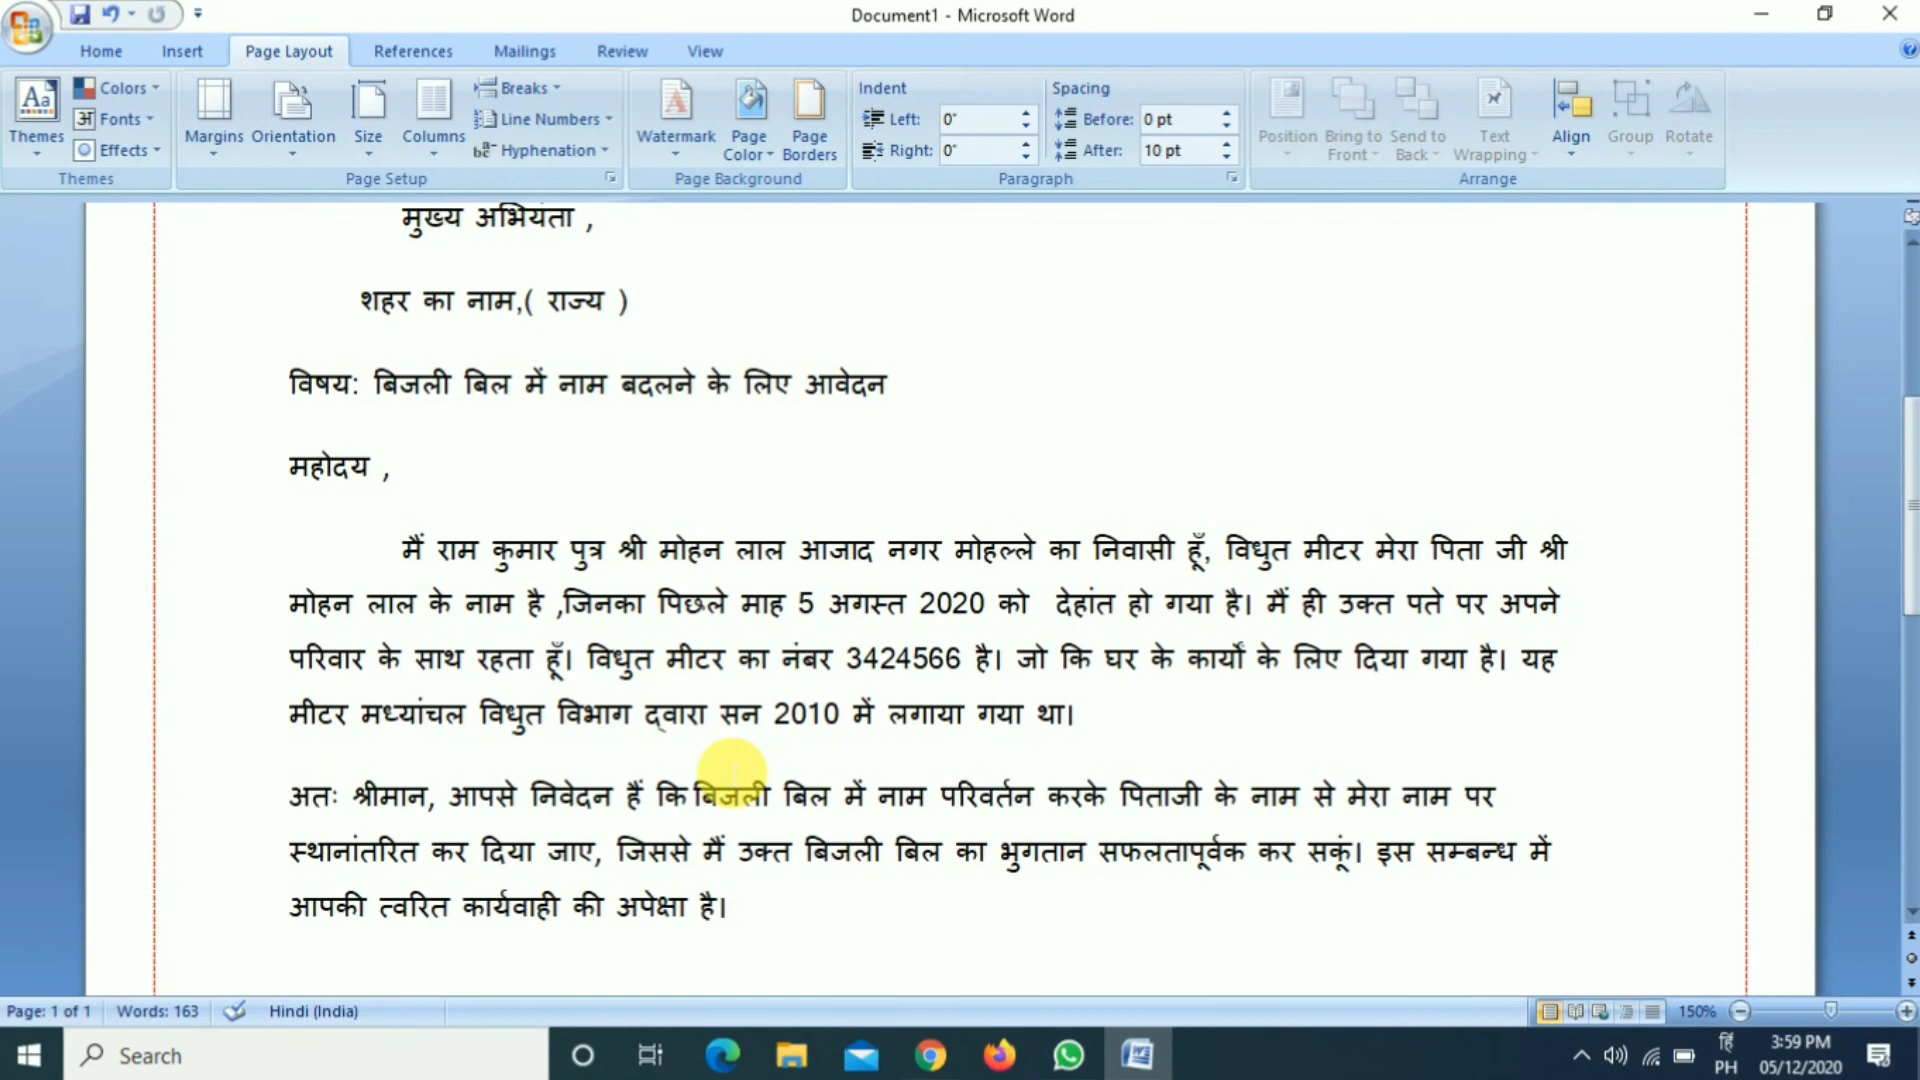 Document1 - Microsoft Word
Home Insert Page Layout References Mailings Review View
Themes
Colors
Fonts
Effects
Themes
Margins
Orientation
Size
Columns
Breaks
Line Numbers
Hyphenation
Page Setup
Watermark
Page Color
Page Borders
Page Background
Indent
Left: 0"
Right: 0"
Spacing
Before: 0 pt
After: 10 pt
Paragraph
Position
Bring to Front
Send to Back
Text Wrapping
Align
Group
Rotate
Arrange
मुख्य अभियंता ,
शहर का नाम,( राज्य )
विषय: बिजली बिल में नाम बदलने के लिए आवेदन
महोदय ,
मैं राम कुमार पुत्र श्री मोहन लाल आजाद नगर मोहल्ले का निवासी हूँ, विधुत मीटर मेरा पिता जी श्री
मोहन लाल के नाम है ,जिनका पिछले माह 5 अगस्त 2020 को देहांत हो गया है। मैं ही उक्त पते पर अपने
परिवार के साथ रहता हूँ। विधुत मीटर का नंबर 3424566 है। जो कि घर के कार्यों के लिए दिया गया है। यह
मीटर मध्यांचल विधुत विभाग द्वारा सन 2010 में लगाया गया था।
अतः श्रीमान, आपसे निवेदन हैं कि बिजली बिल में नाम परिवर्तन करके पिताजी के नाम से मेरा नाम पर
स्थानांतरित कर दिया जाए, जिससे मैं उक्त बिजली बिल का भुगतान सफलतापूर्वक कर सकूं। इस सम्बन्ध में
आपकी त्वरित कार्यवाही की अपेक्षा है।
Page: 1 of 1 Words: 163 Hindi (India) 150%
Search
हिं
PH
3:59 PM
05/12/2020